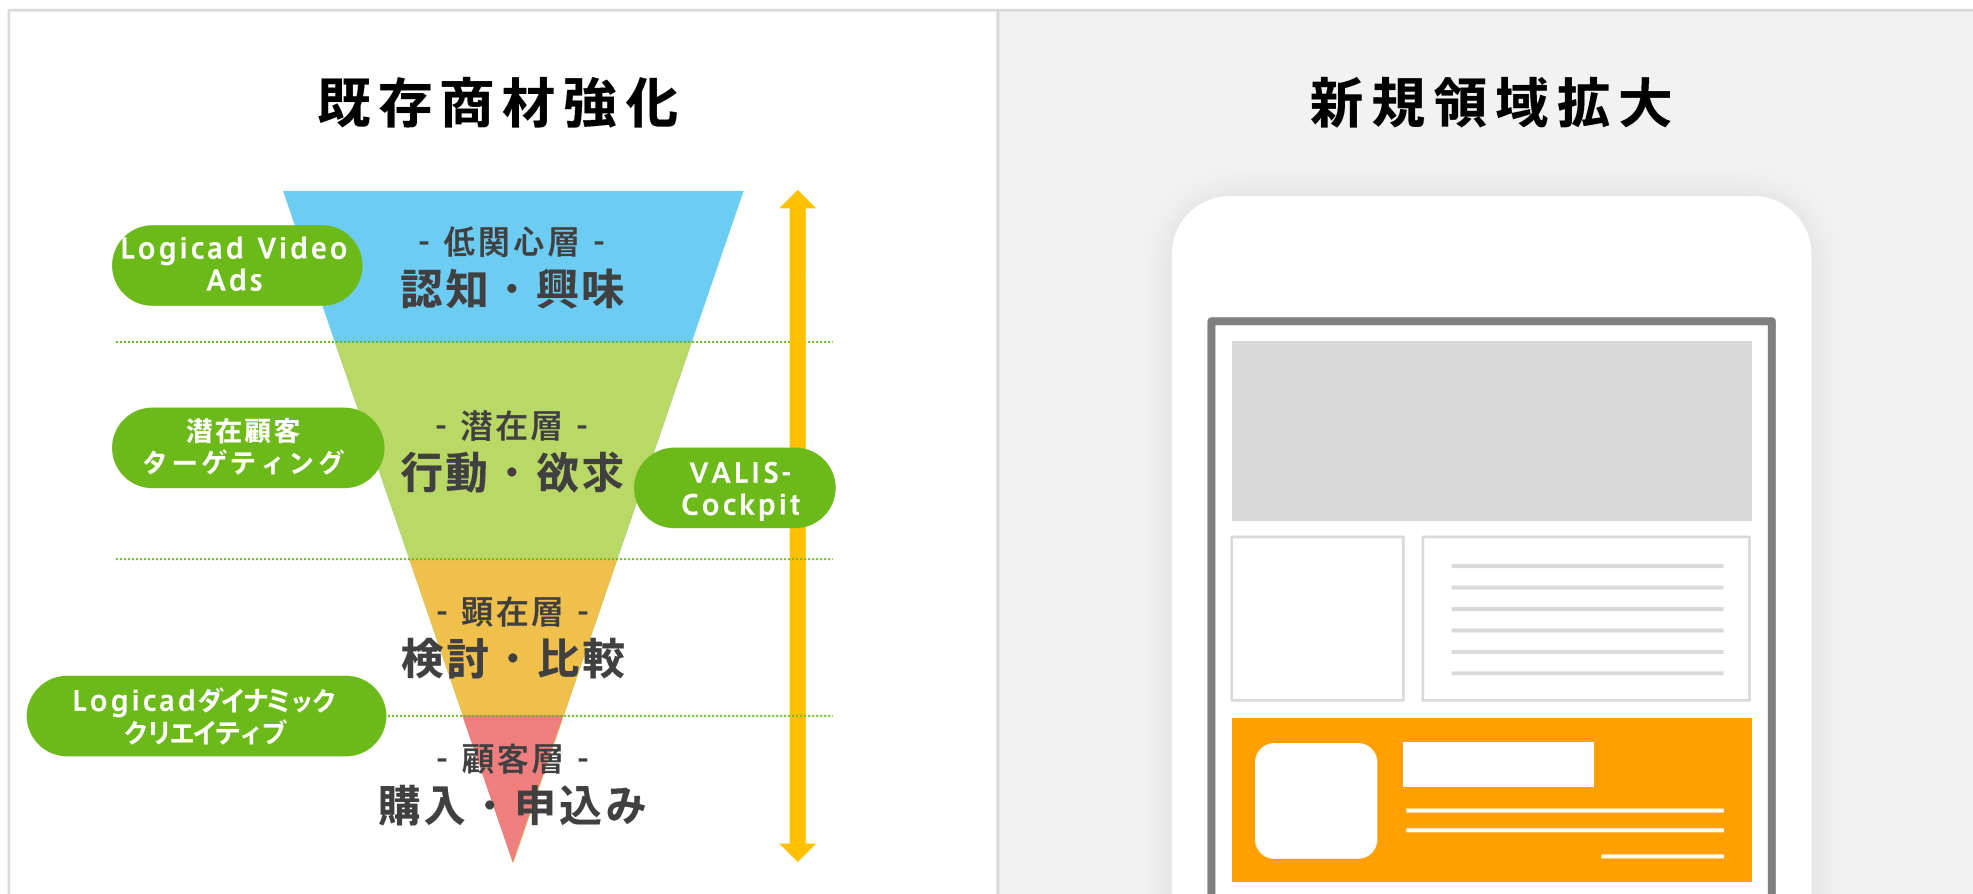 既存商材強化
Logicad Video
Ads
- 低関心層 -
認知・興味
潜在顧客
ターゲティング
- 潜在層 -
行動・欲求
VALIS-
Cockpit
- 顕在層 -
検討・比較
Logicadダイナミック
クリエイティブ
- 顧客層 -
購入・申込み
新規領域拡大